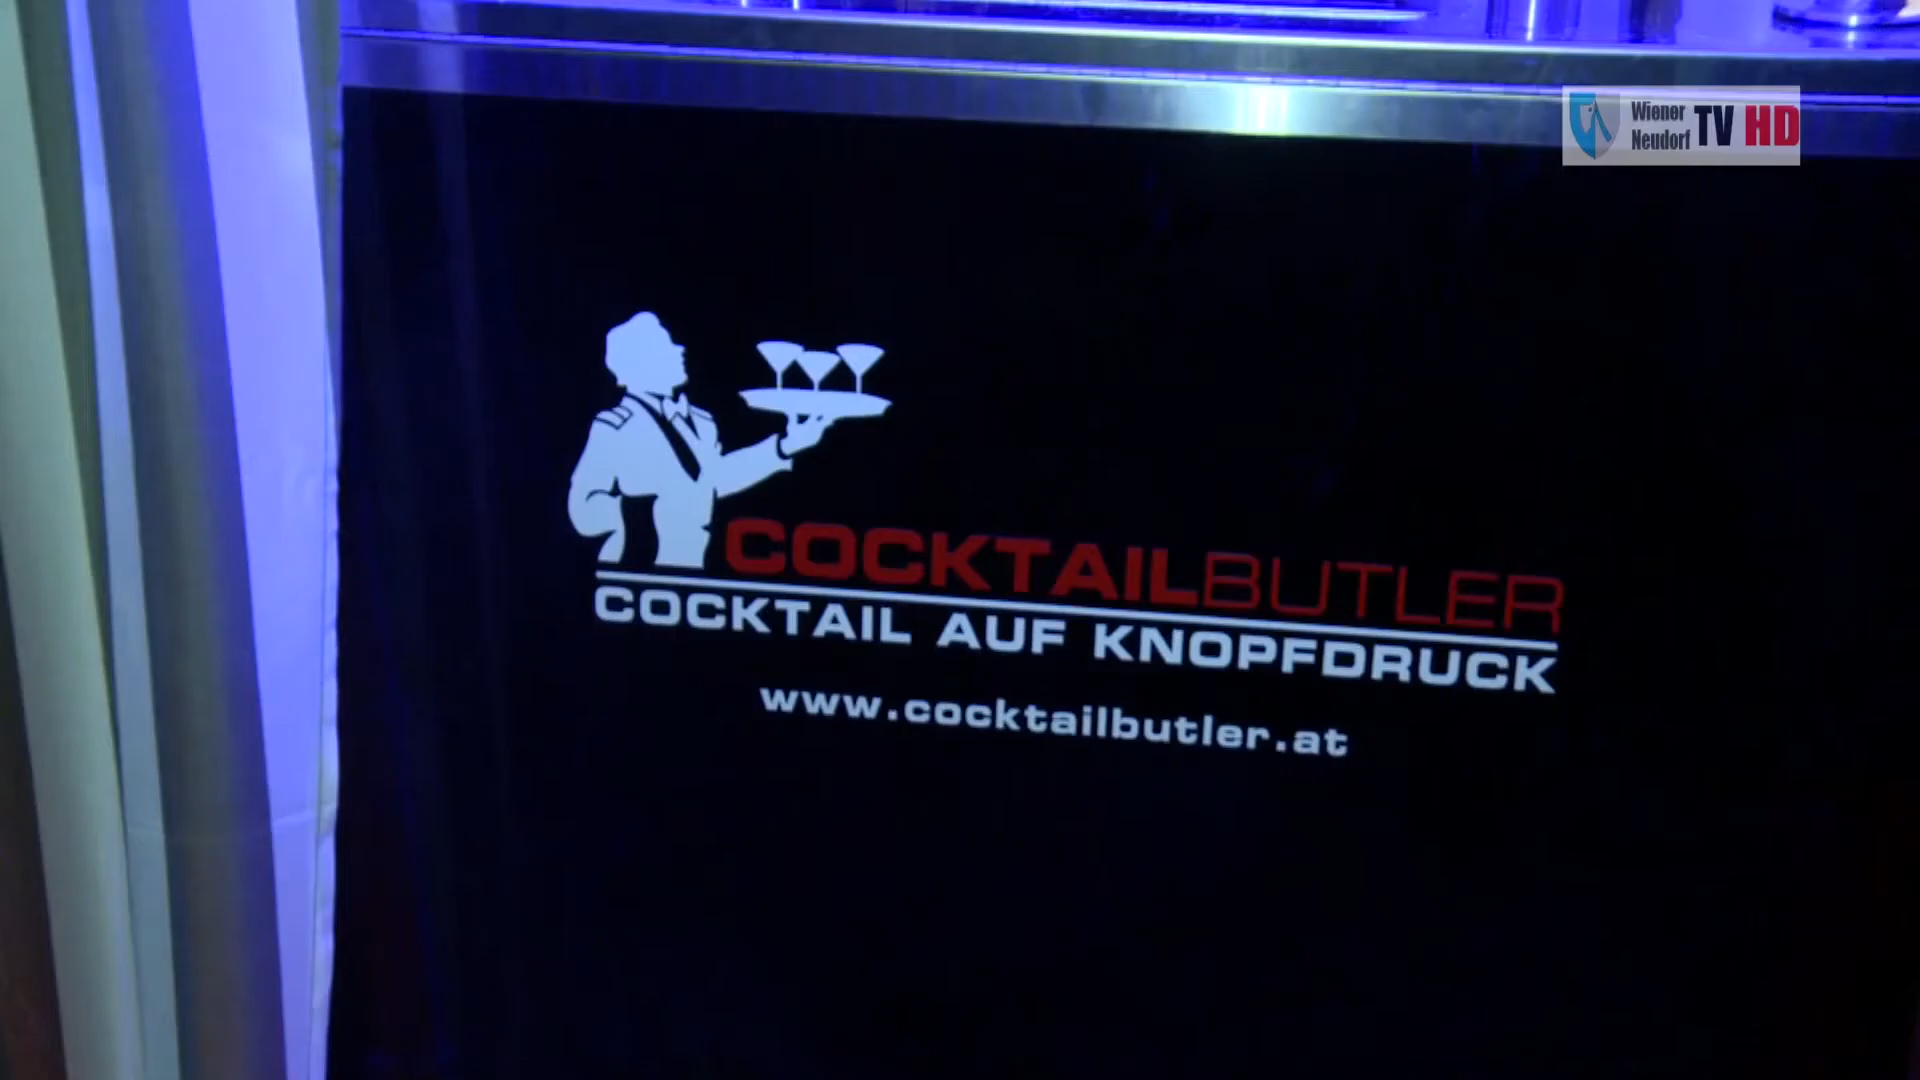 Wiener
Neudorf TV HD
COCKTAILBUTLER
COCKTAIL AUF KNOPFDRUCK
www.cocktailbutler.at